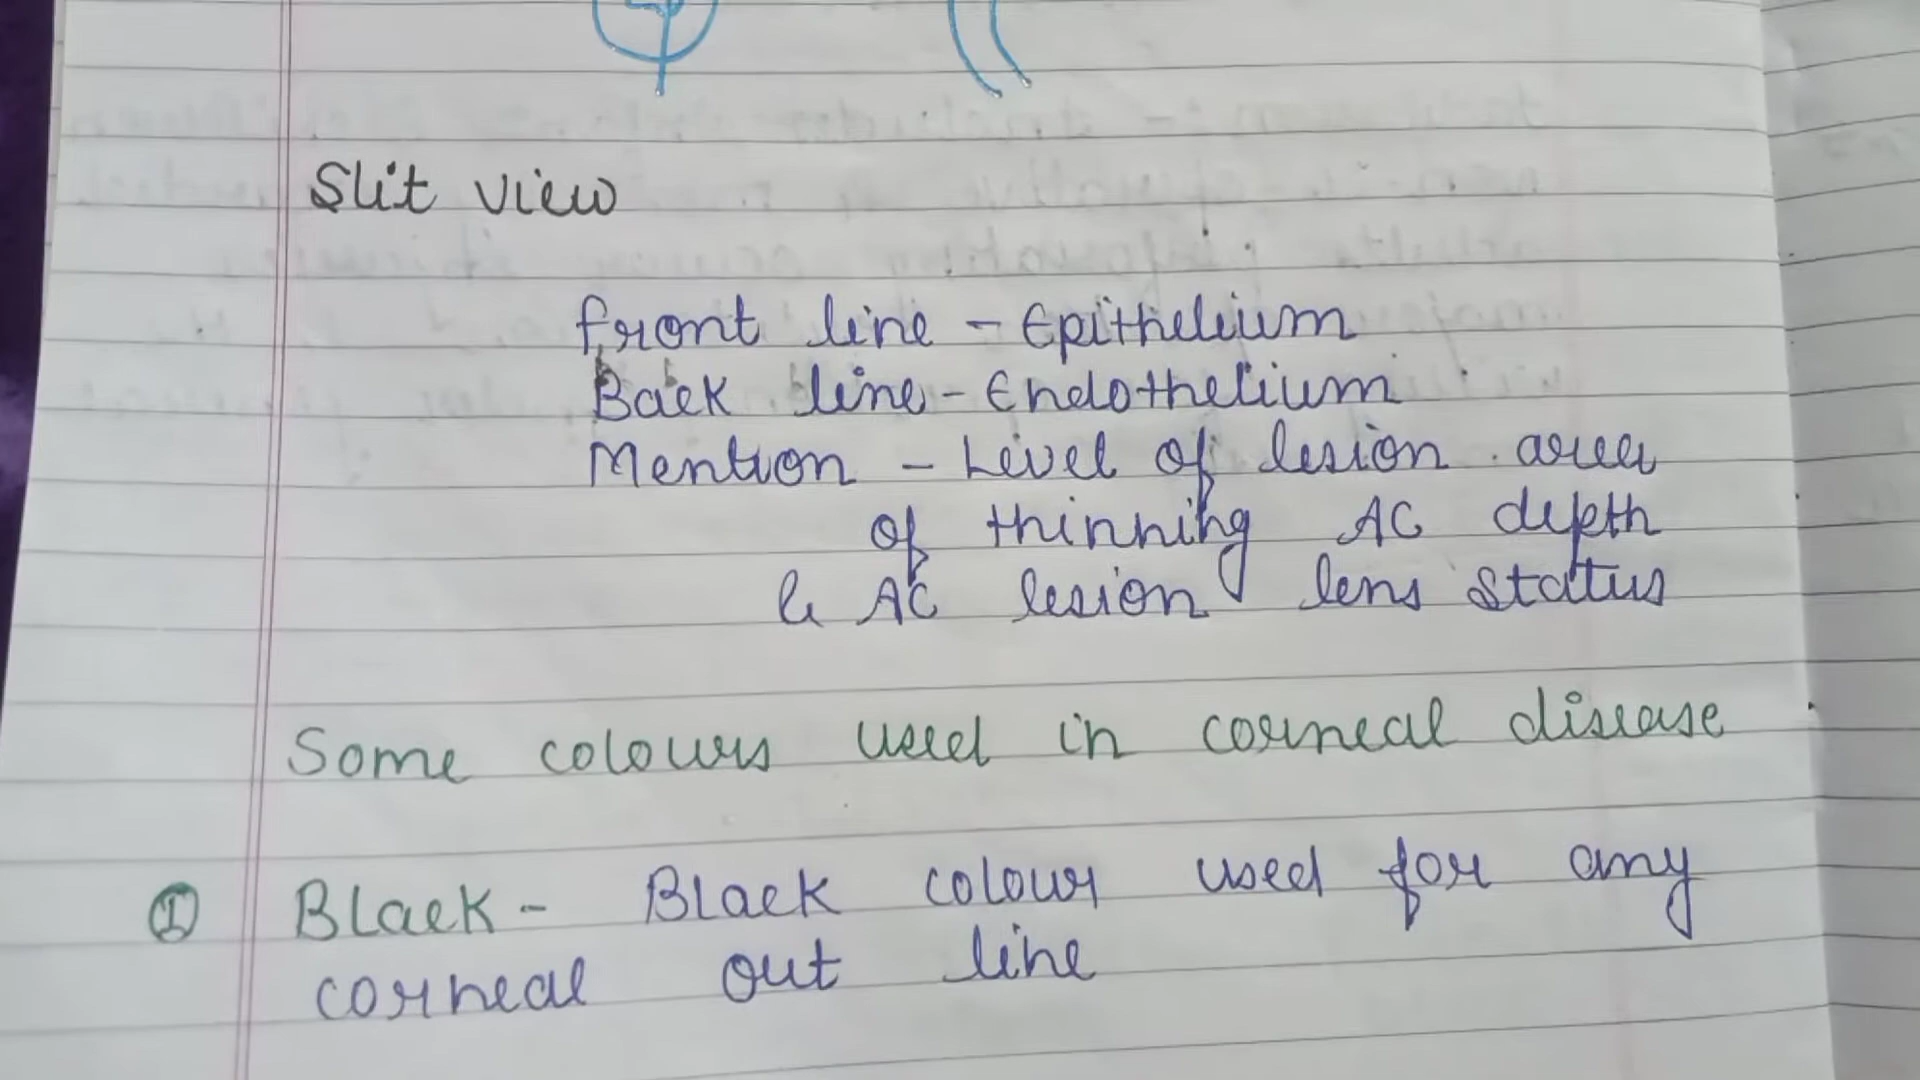 Slit view
front line - Epithelium
Back line - Endothelium
Mention - Level of lesion area
of thinning AC depth
& AC lesion lens status
Some colours used in corneal disease
① Black - Black colour used for any
corneal out line